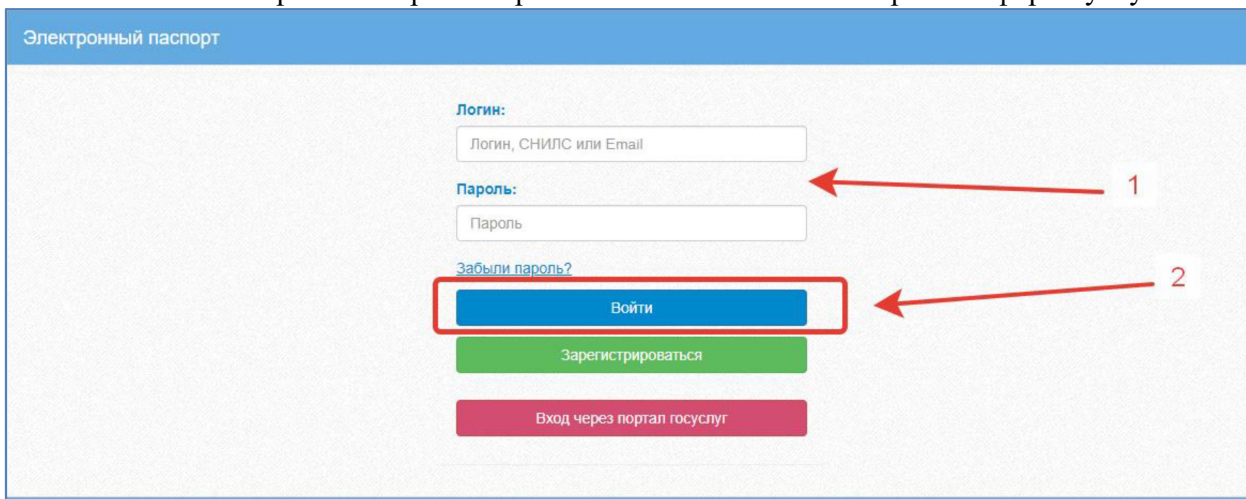 Электронный паспорт
Логин:
Логин, СНИЛС или Email
1
Пароль:
Пароль
Забыли пароль?
2
Войти
Зарегистрироваться
Вход через портал госуслуг